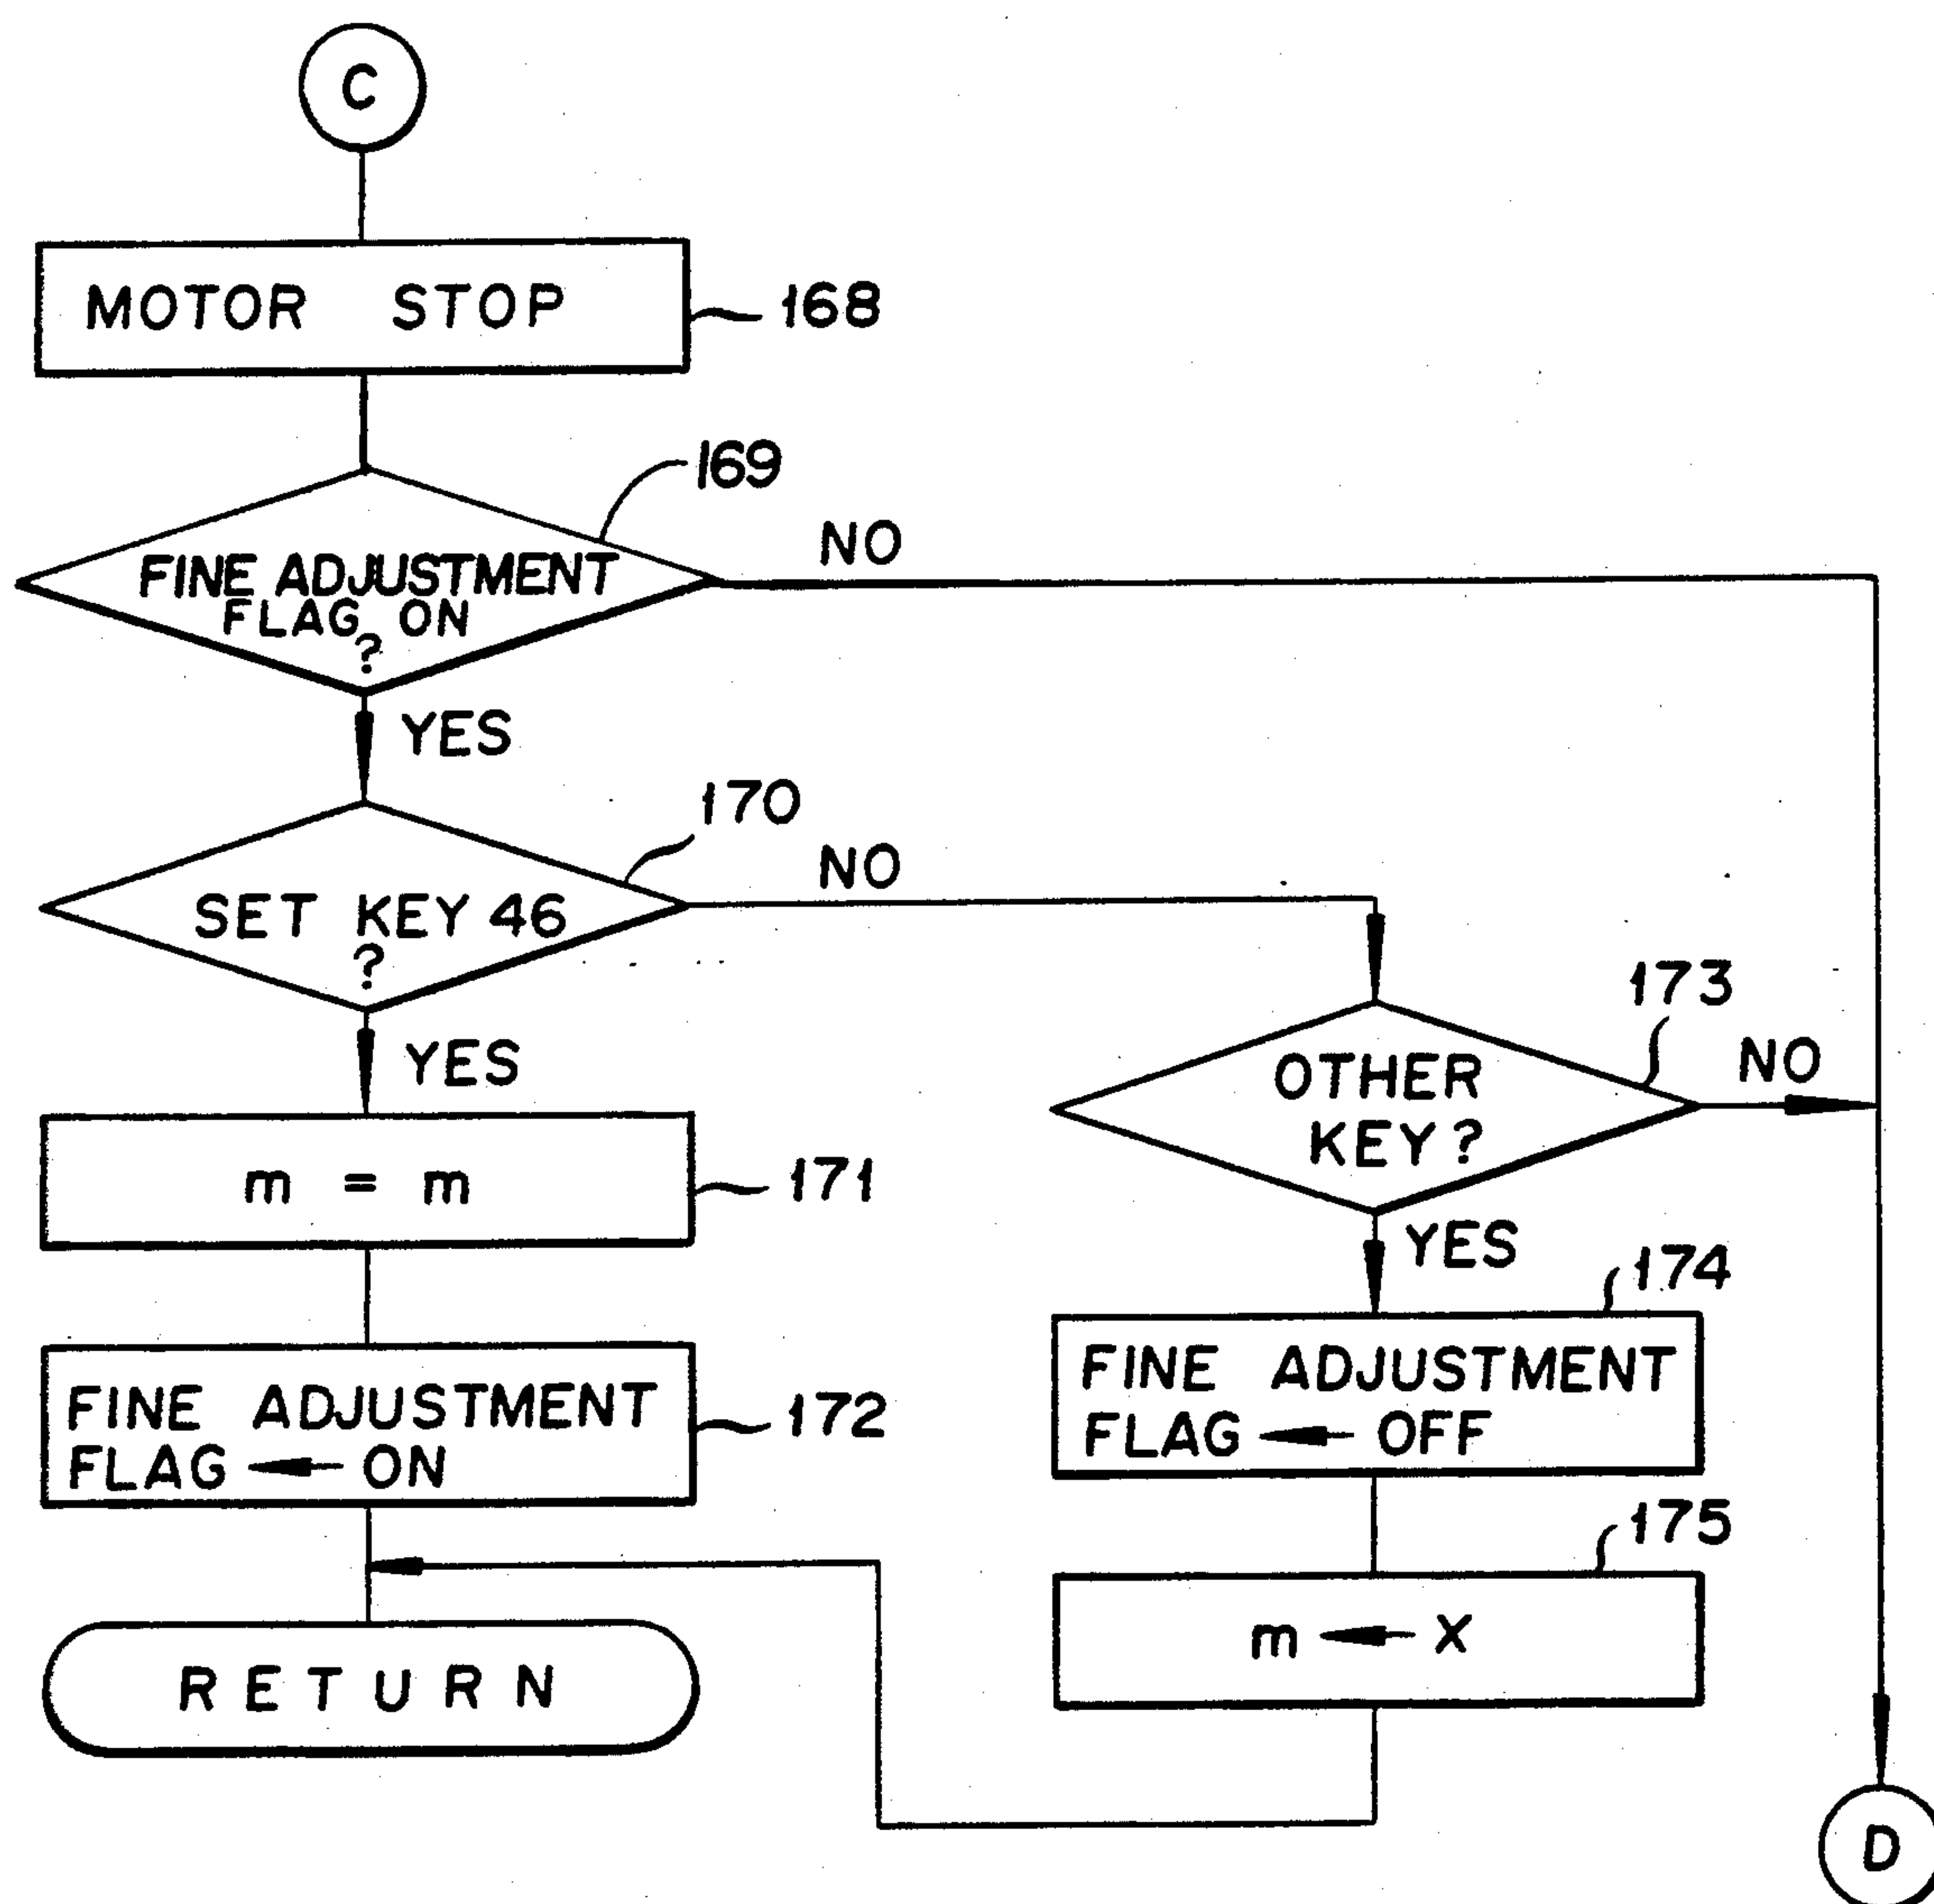 C
MOTOR STOP
168
169
FINE ADJUSTMENT
FLAG ON
?
NO
YES
170
SET KEY 46
?
NO
YES
173
OTHER
KEY?
NO
YES
m = m
171
174
FINE ADJUSTMENT
FLAG ← OFF
FINE ADJUSTMENT
FLAG ← ON
172
175
m ← x
RETURN
D